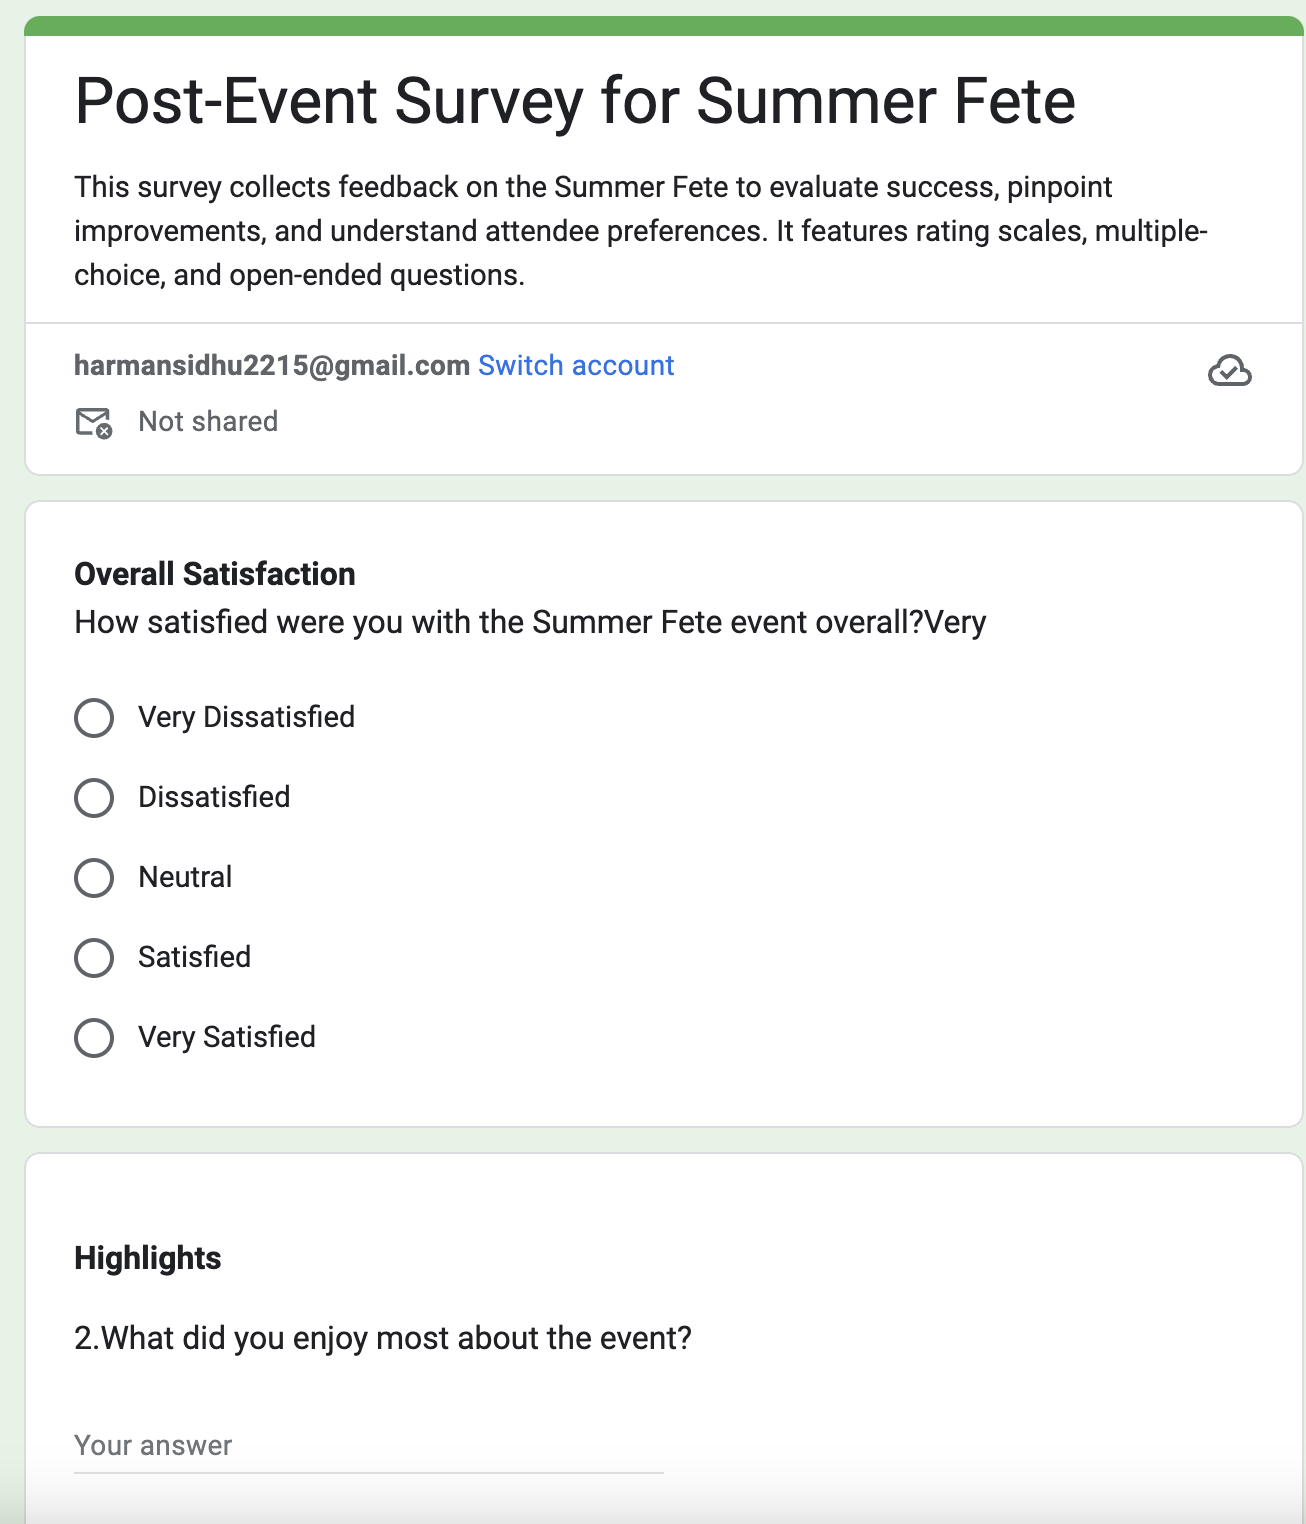 Post-Event Survey for Summer Fete
This survey collects feedback on the Summer Fete to evaluate success, pinpoint
improvements, and understand attendee preferences. It features rating scales, multiple-
choice, and open-ended questions.
harmansidhu2215@gmail.com Switch account
Not shared
Overall Satisfaction
How satisfied were you with the Summer Fete event overall?Very
Very Dissatisfied
Dissatisfied
Neutral
Satisfied
Very Satisfied
Highlights
2.What did you enjoy most about the event?
Your answer